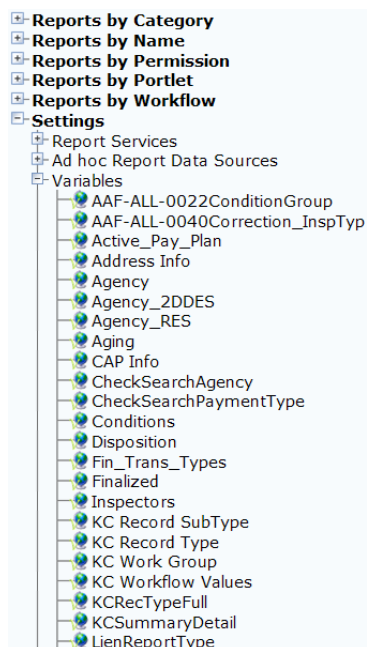 Reports by Category
Reports by Name
Reports by Permission
Reports by Portlet
Reports by Workflow
Settings
Report Services
Ad hoc Report Data Sources
Variables
AAF-ALL-0022ConditionGroup
AAF-ALL-0040Correction_InspTyp
Active_Pay_Plan
Address Info
Agency
Agency_2DDES
Agency_RES
Aging
CAP Info
CheckSearchAgency
CheckSearchPaymentType
Conditions
Disposition
Fin_Trans_Types
Finalized
Inspectors
KC Record SubType
KC Record Type
KC Work Group
KC Workflow Values
KCRecTypeFull
KCSummaryDetail
LienReportType